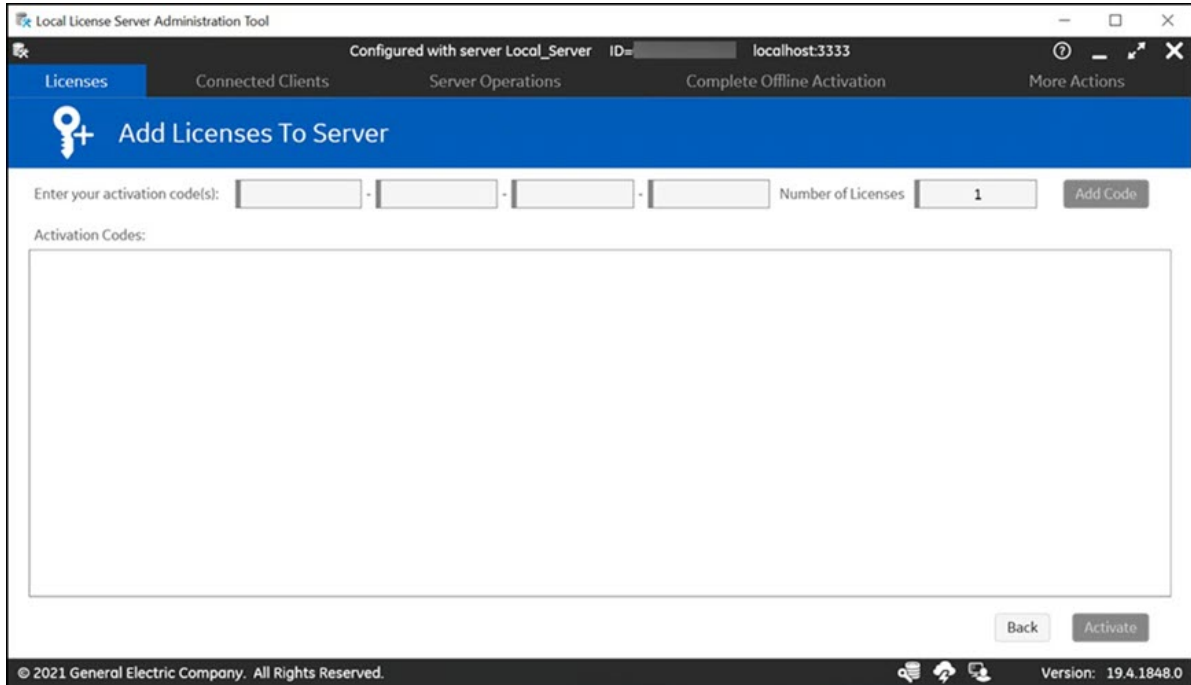 Local License Server Administration Tool
Configured with server Local_Server ID= localhost:3333
Licenses Connected Clients Server Operations Complete Offline Activation More Actions
Add Licenses To Server
Enter your activation code(s): - - - Number of Licenses 1 Add Code
Activation Codes:
Back Activate
© 2021 General Electric Company. All Rights Reserved. Version: 19.4.1848.0